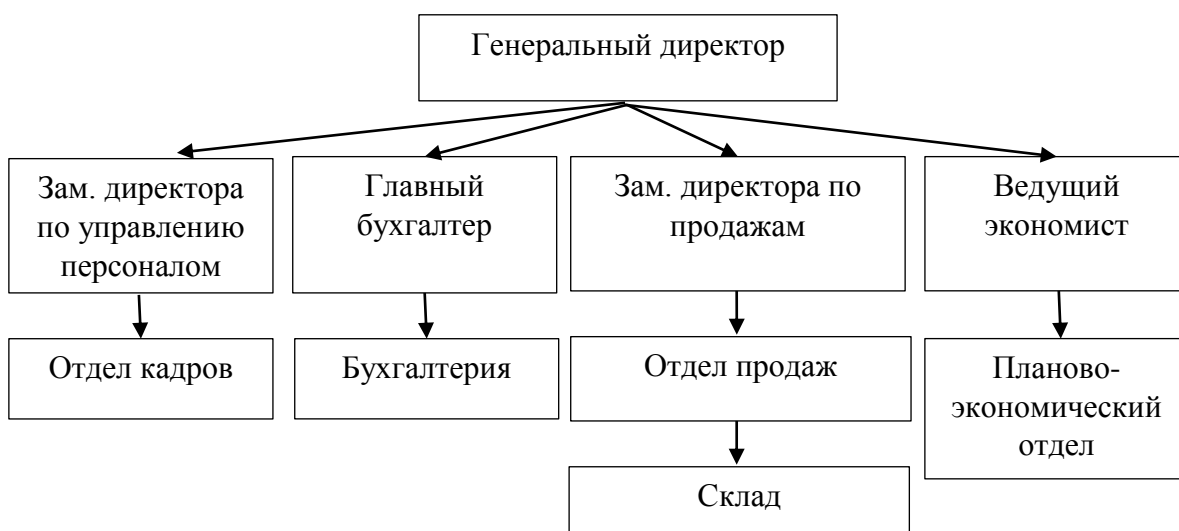 Генеральный директор
Зам. директора
по управлению
персоналом
Главный
бухгалтер
Зам. директора по
продажам
Ведущий
экономист
Отдел кадров
Бухгалтерия
Отдел продаж
Планово-
экономический
отдел
Склад